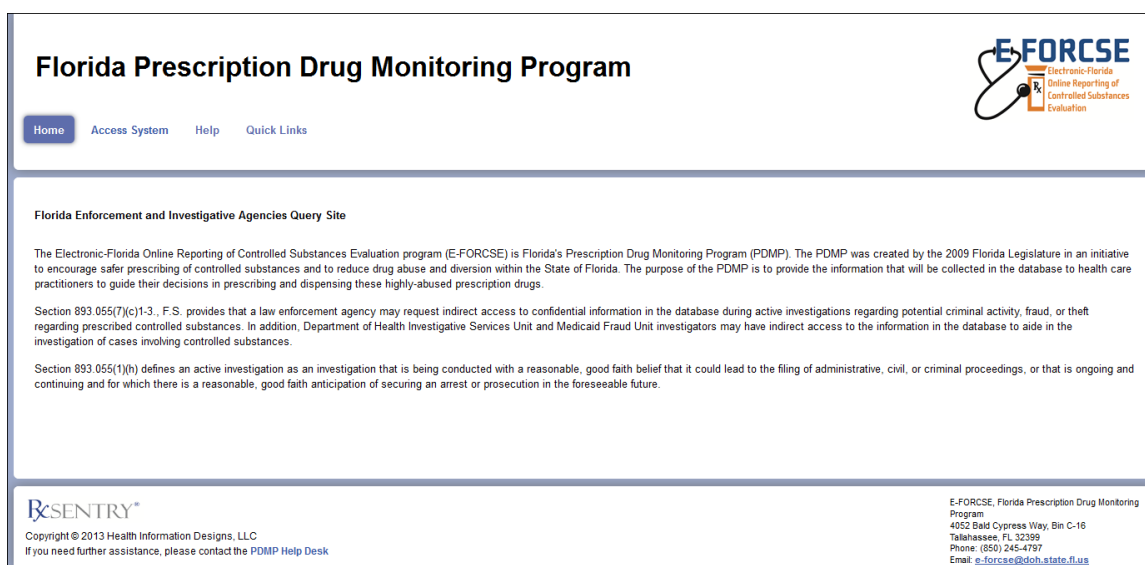 Florida Prescription Drug Monitoring Program
E-FORCSE
Electronic-Florida
Online Reporting of
Controlled Substances
Evaluation
Rx
Home Access System Help Quick Links
Florida Enforcement and Investigative Agencies Query Site
The Electronic-Florida Online Reporting of Controlled Substances Evaluation program (E-FORCSE) is Florida's Prescription Drug Monitoring Program (PDMP). The PDMP was created by the 2009 Florida Legislature in an initiative
to encourage safer prescribing of controlled substances and to reduce drug abuse and diversion within the State of Florida. The purpose of the PDMP is to provide the information that will be collected in the database to health care
practitioners to guide their decisions in prescribing and dispensing these highly-abused prescription drugs.
Section 893.055(7)(c)1-3., F.S. provides that a law enforcement agency may request indirect access to confidential information in the database during active investigations regarding potential criminal activity, fraud, or theft
regarding prescribed controlled substances. In addition, Department of Health Investigative Services Unit and Medicaid Fraud Unit investigators may have indirect access to the information in the database to aide in the
investigation of cases involving controlled substances.
Section 893.055(1)(h) defines an active investigation as an investigation that is being conducted with a reasonable, good faith belief that it could lead to the filing of administrative, civil, or criminal proceedings, or that is ongoing and
continuing and for which there is a reasonable, good faith anticipation of securing an arrest or prosecution in the foreseeable future.
RxSENTRY®
Copyright © 2013 Health Information Designs, LLC
If you need further assistance, please contact the PDMP Help Desk
E-FORCSE, Florida Prescription Drug Monitoring
Program
4052 Bald Cypress Way, Bin C-16
Tallahassee, FL 32399
Phone: (850) 245-4797
Email: e-forcse@doh.state.fl.us